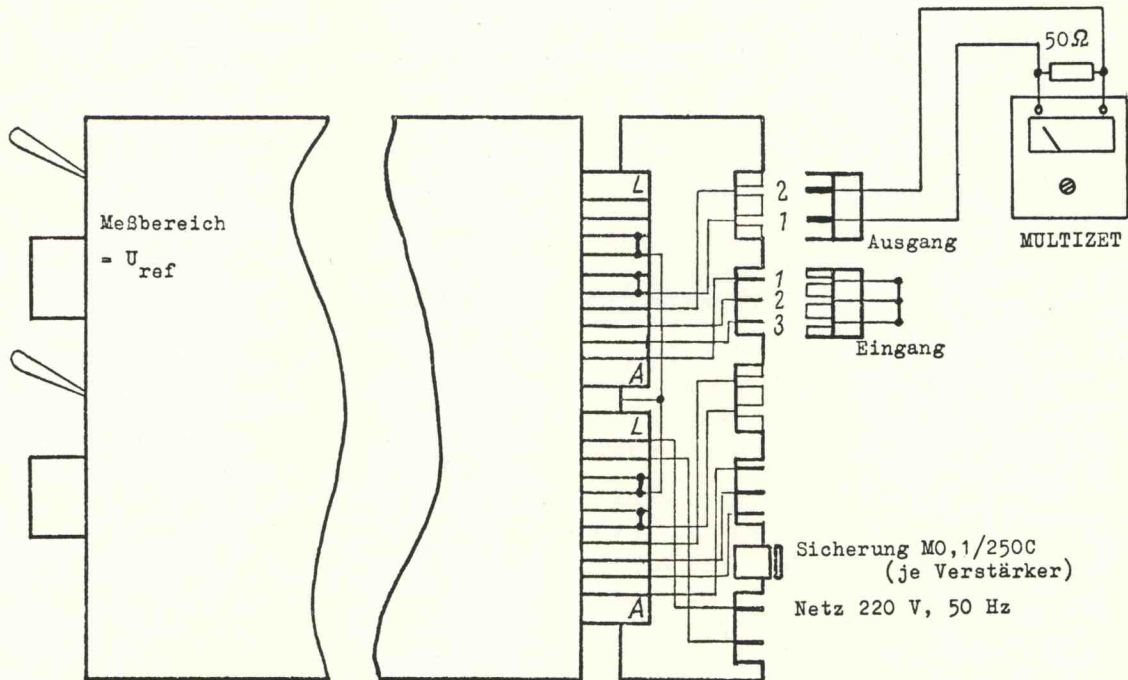 50Ω
Meßbereich
= U_ref
L
2
1
Ausgang
MULTIZET
1
2
3
Eingang
A
L
Sicherung M0,1/250C
(je Verstärker)
A
Netz 220 V, 50 Hz